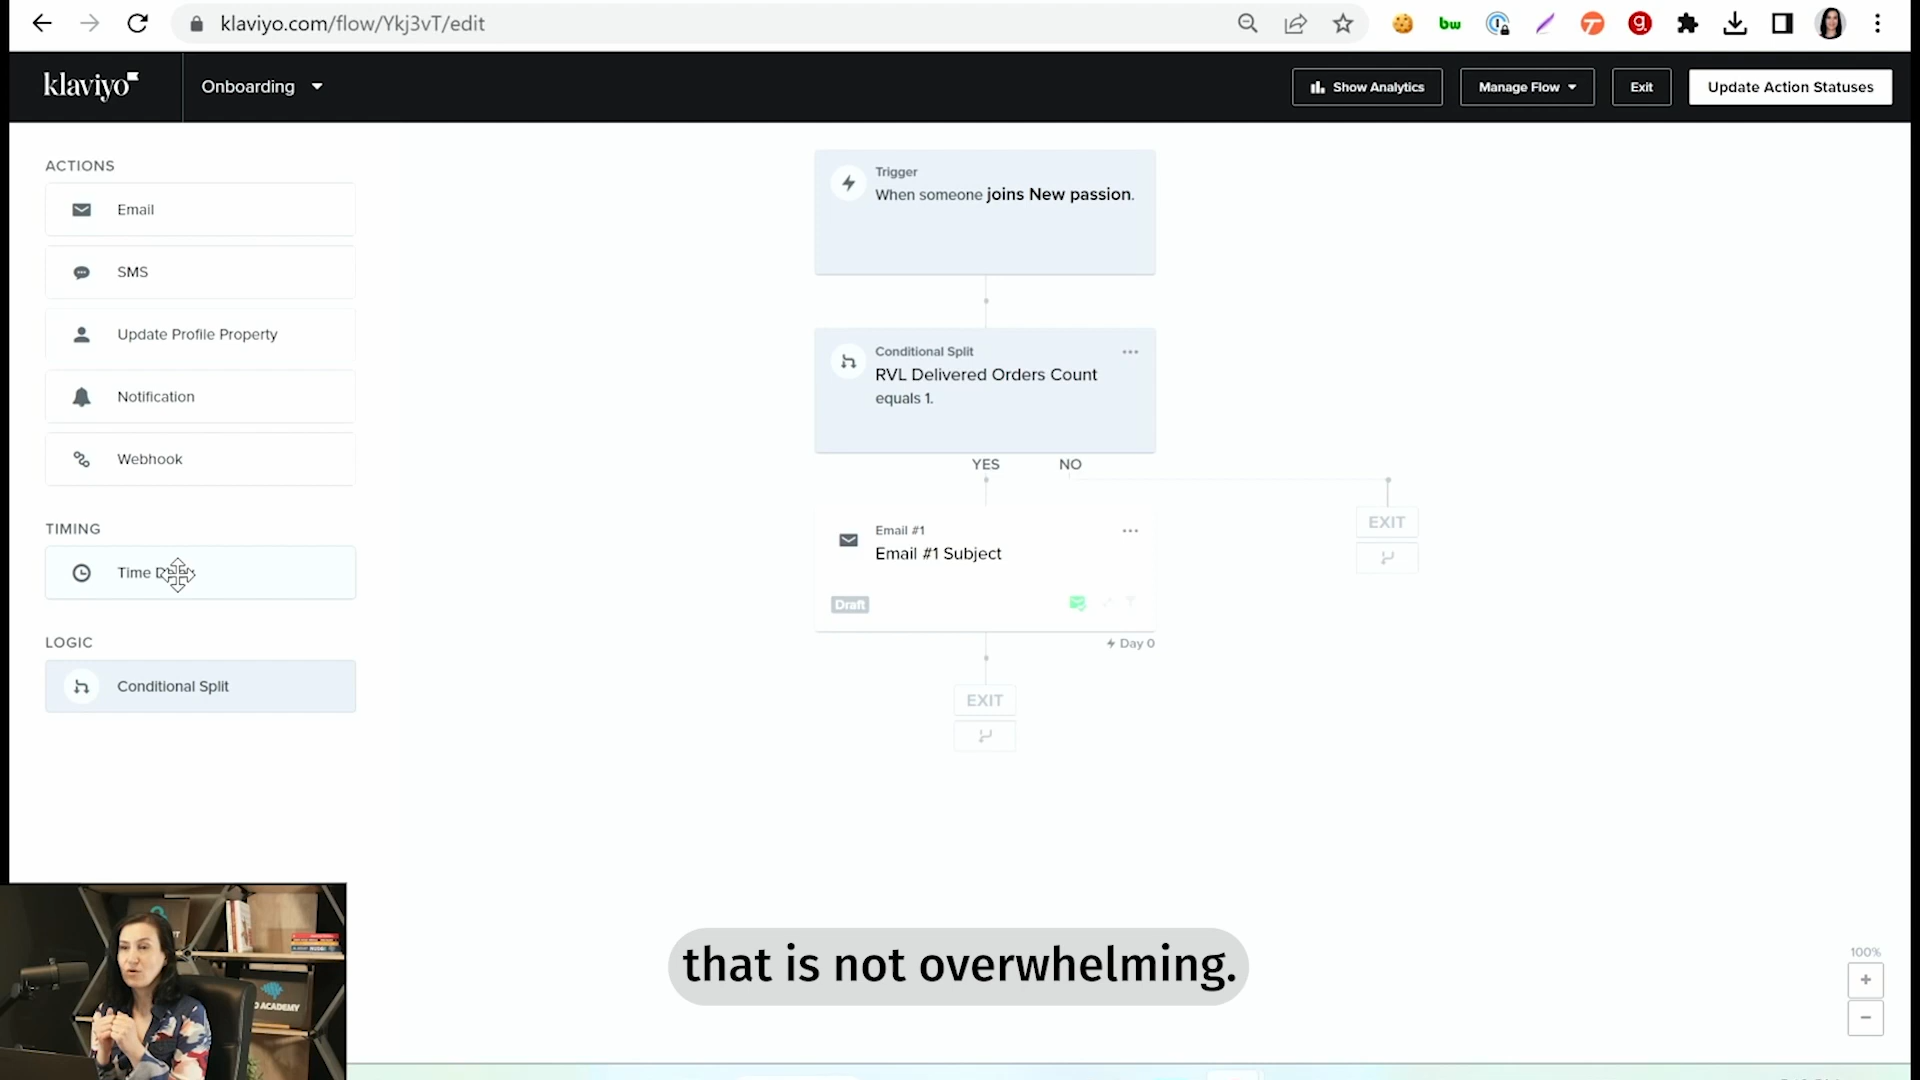 klaviyo.com/flow/Ykj3vT/edit
bw
g.
klaviyo
Onboarding
Show Analytics
Manage Flow
Exit
Update Action Statuses
ACTIONS
Email
SMS
Update Profile Property
Notification
Webhook
TIMING
Time
LOGIC
Conditional Split
Trigger
When someone joins New passion.
Conditional Split
RVL Delivered Orders Count
equals 1.
YES
NO
EXIT
Email #1
Email #1 Subject
Draft
Day 0
EXIT
that is not overwhelming.
100%
+
−
ACADEMY